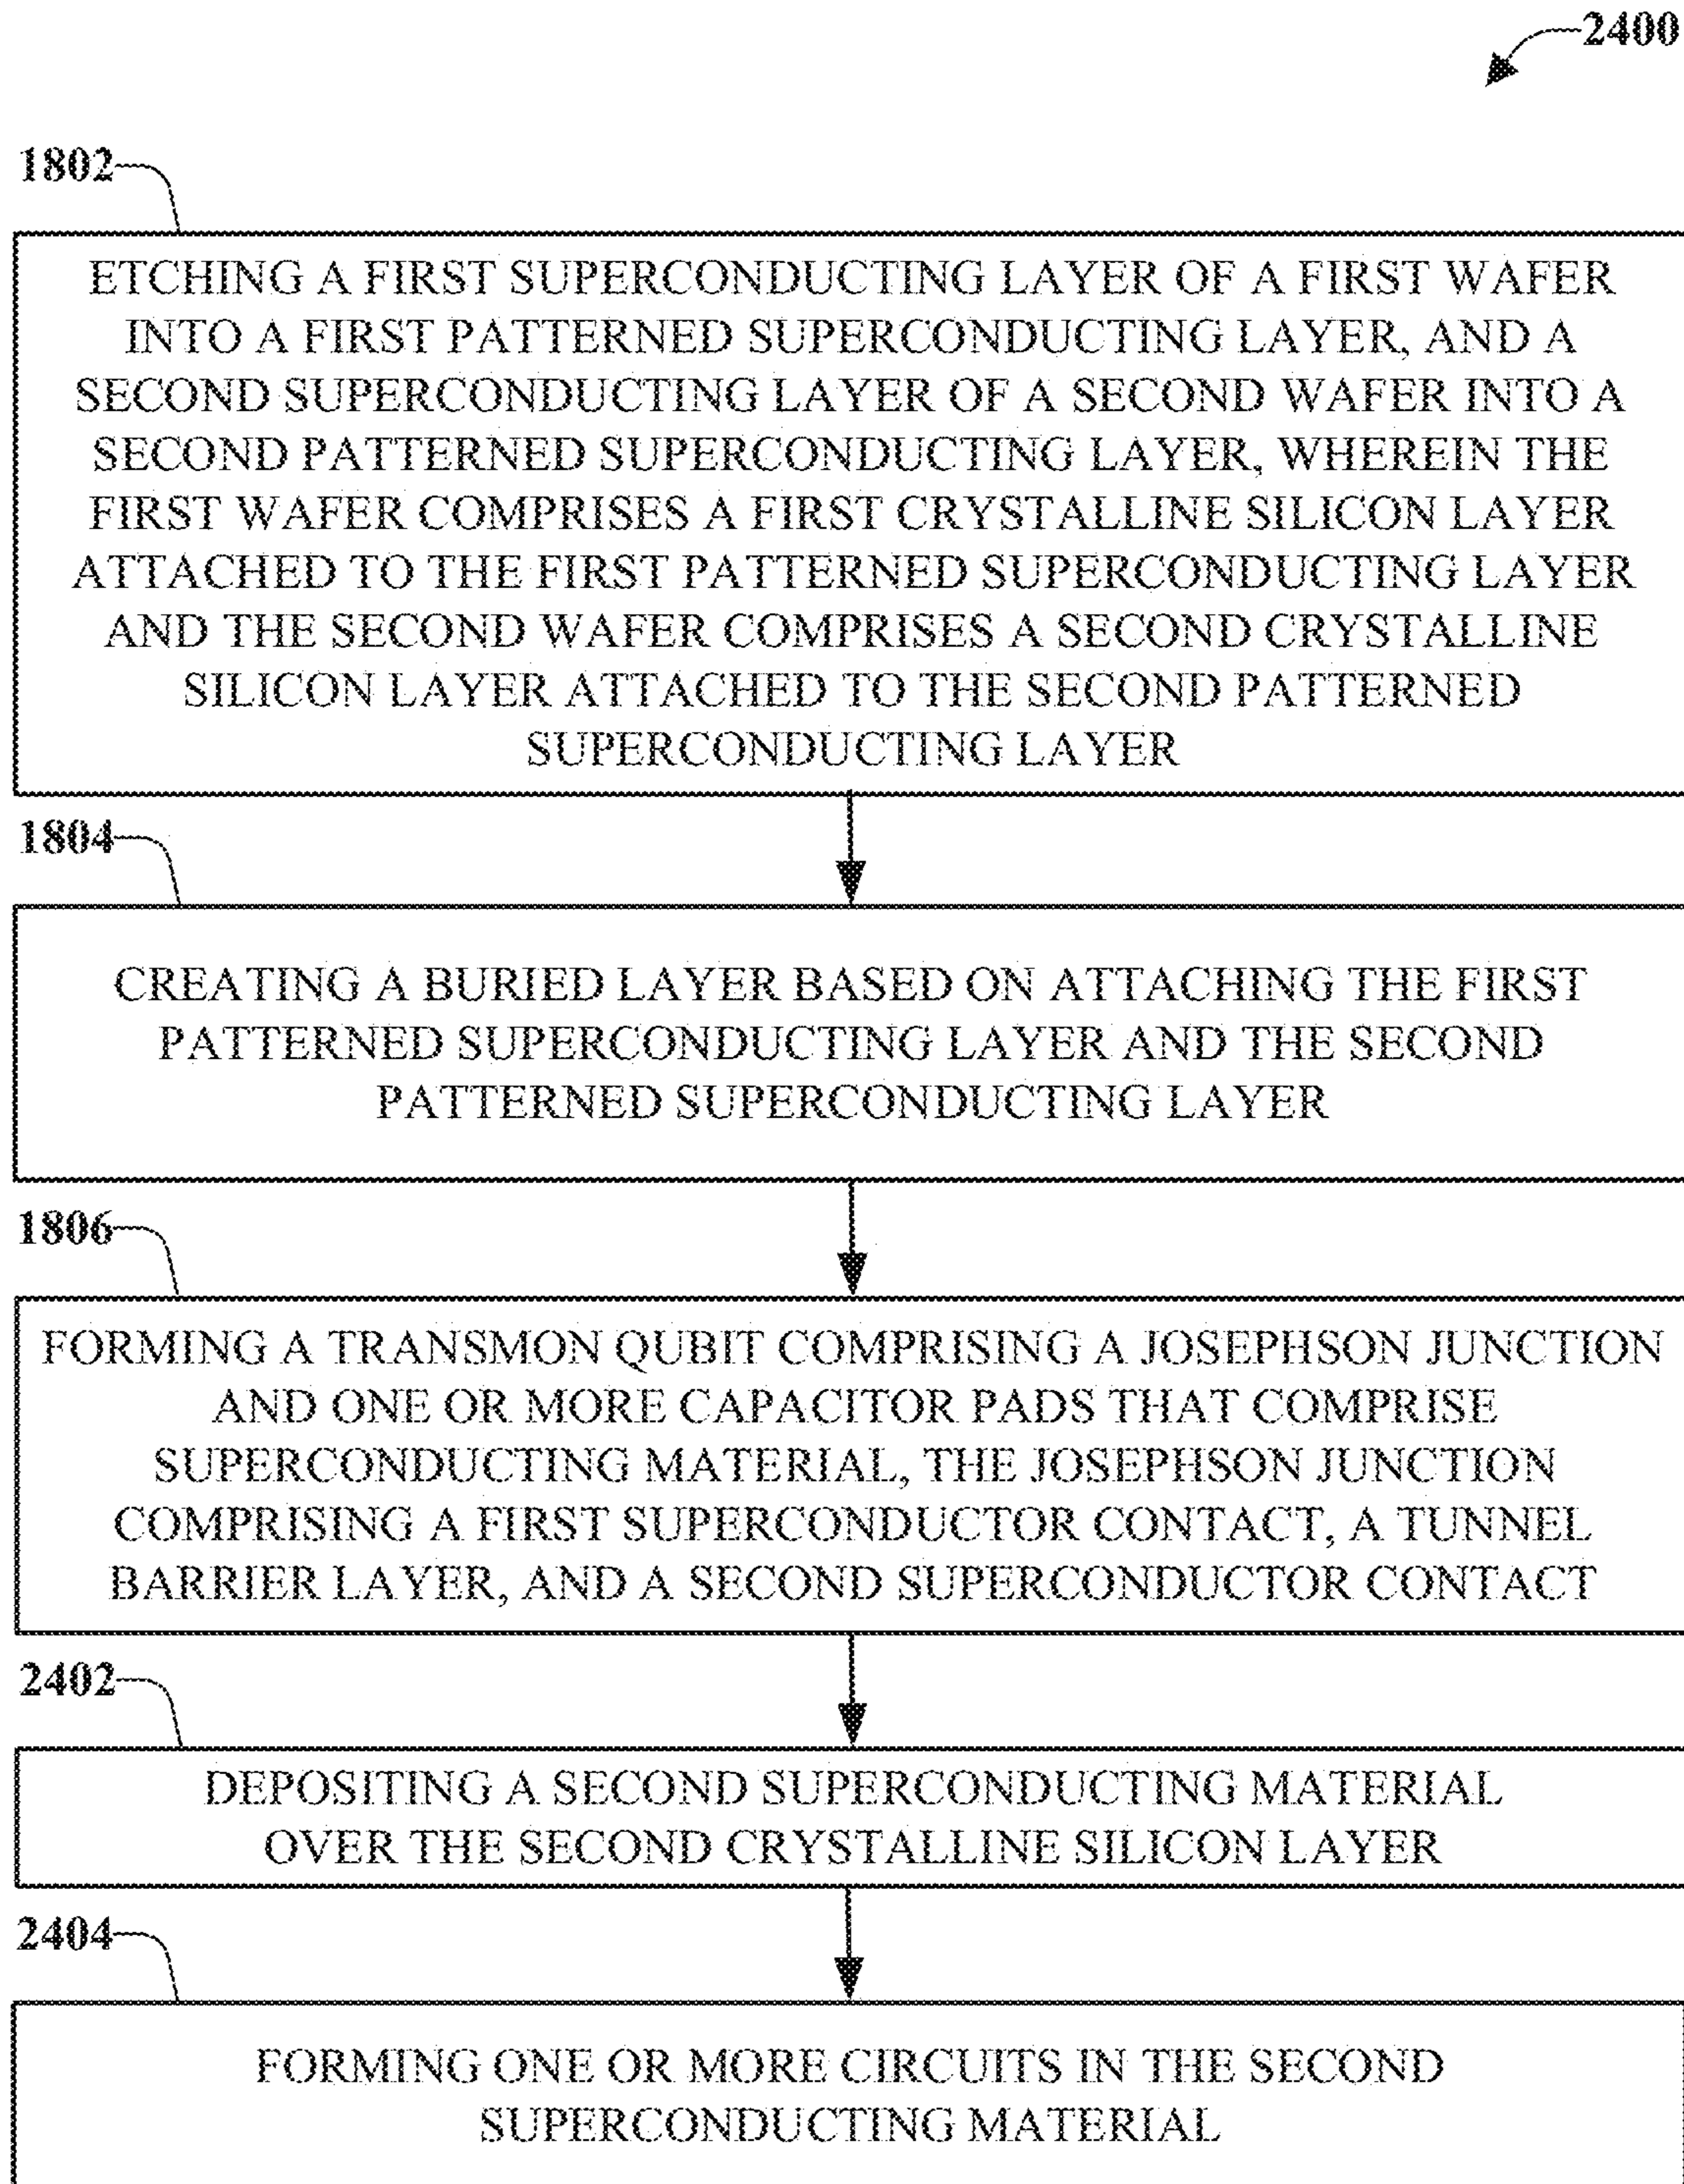 2400
1802
ETCHING A FIRST SUPERCONDUCTING LAYER OF A FIRST WAFER
INTO A FIRST PATTERNED SUPERCONDUCTING LAYER, AND A
SECOND SUPERCONDUCTING LAYER OF A SECOND WAFER INTO A
SECOND PATTERNED SUPERCONDUCTING LAYER, WHEREIN THE
FIRST WAFER COMPRISES A FIRST CRYSTALLINE SILICON LAYER
ATTACHED TO THE FIRST PATTERNED SUPERCONDUCTING LAYER
AND THE SECOND WAFER COMPRISES A SECOND CRYSTALLINE
SILICON LAYER ATTACHED TO THE SECOND PATTERNED
SUPERCONDUCTING LAYER
1804
CREATING A BURIED LAYER BASED ON ATTACHING THE FIRST
PATTERNED SUPERCONDUCTING LAYER AND THE SECOND
PATTERNED SUPERCONDUCTING LAYER
1806
FORMING A TRANSMON QUBIT COMPRISING A JOSEPHSON JUNCTION
AND ONE OR MORE CAPACITOR PADS THAT COMPRISE
SUPERCONDUCTING MATERIAL, THE JOSEPHSON JUNCTION
COMPRISING A FIRST SUPERCONDUCTOR CONTACT, A TUNNEL
BARRIER LAYER, AND A SECOND SUPERCONDUCTOR CONTACT
2402
DEPOSITING A SECOND SUPERCONDUCTING MATERIAL
OVER THE SECOND CRYSTALLINE SILICON LAYER
2404
FORMING ONE OR MORE CIRCUITS IN THE SECOND
SUPERCONDUCTING MATERIAL